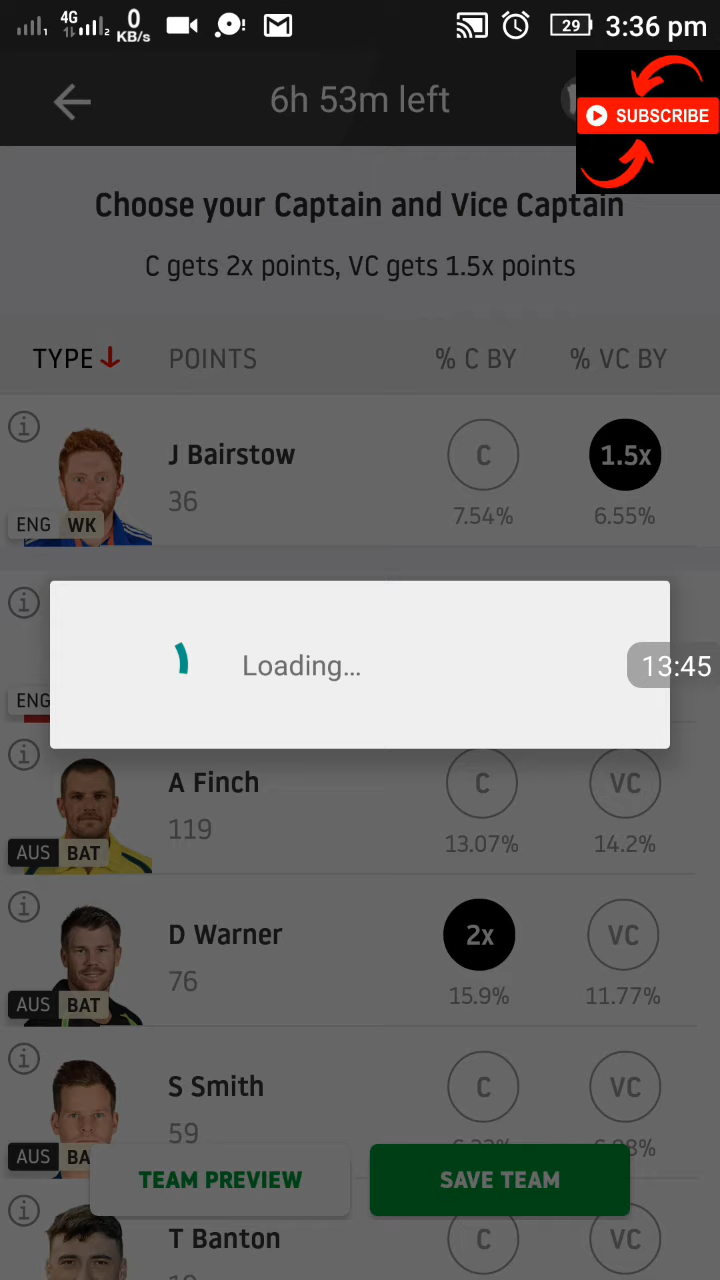 4G 2 0 KB/s 29 3:36 pm
6h 53m left
SUBSCRIBE
Choose your Captain and Vice Captain
C gets 2x points, VC gets 1.5x points
TYPE POINTS % C BY % VC BY
J Bairstow C 1.5x
36 7.54% 6.55%
ENG WK
Loading... 13:45
ENG
A Finch C VC
119 13.07% 14.2%
AUS BAT
D Warner 2x VC
76 15.9% 11.77%
AUS BAT
S Smith C VC
59
AUS BA
TEAM PREVIEW SAVE TEAM
T Banton C VC